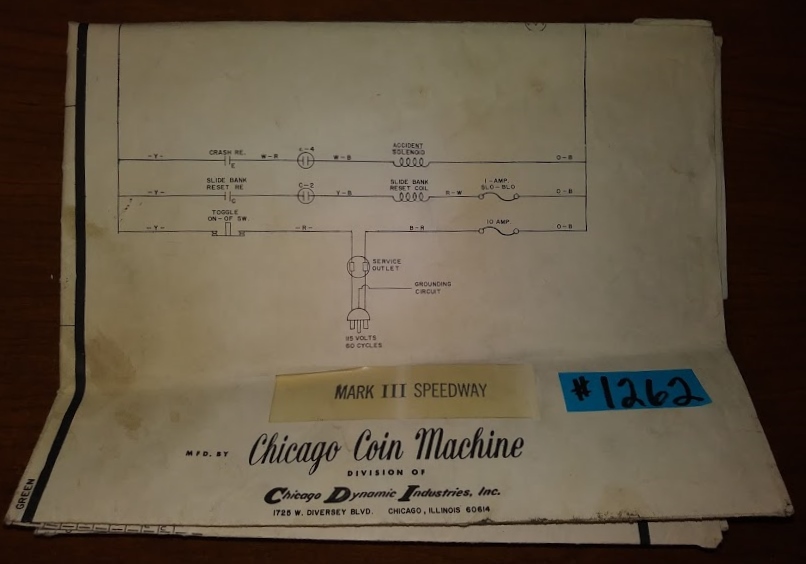 CRASH RE. K-4 ACCIDENT SOLENOID
-Y- E W-R W-B O-B
SLIDE BANK RESET RE C-2 SLIDE BANK RESET COIL 1-AMP. SLO-BLO
-Y- G Y-B R-W O-B
TOGGLE ON-OF SW. 10 AMP.
-Y- -R- B-R O-B
SERVICE
OUTLET
GROUNDING
CIRCUIT
115 VOLTS
60 CYCLES
MARK III SPEEDWAY
#1262
MFD. BY Chicago Coin Machine
DIVISION OF
Chicago Dynamic Industries, Inc.
1725 W. DIVERSEY BLVD. CHICAGO, ILLINOIS 60614
GREEN